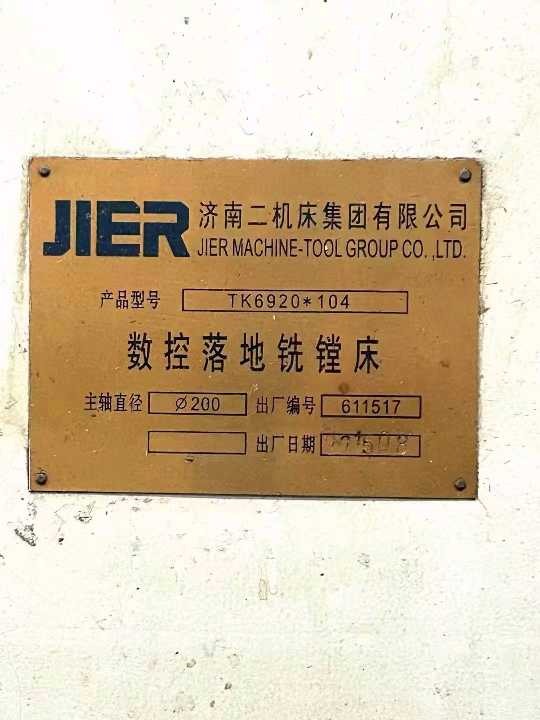 JIER 济南二机床集团有限公司
JIER MACHINE-TOOL GROUP CO.,LTD.
产品型号 TK6920*104
数控落地铣镗床
主轴直径 Ø200 出厂编号 611517
出厂日期